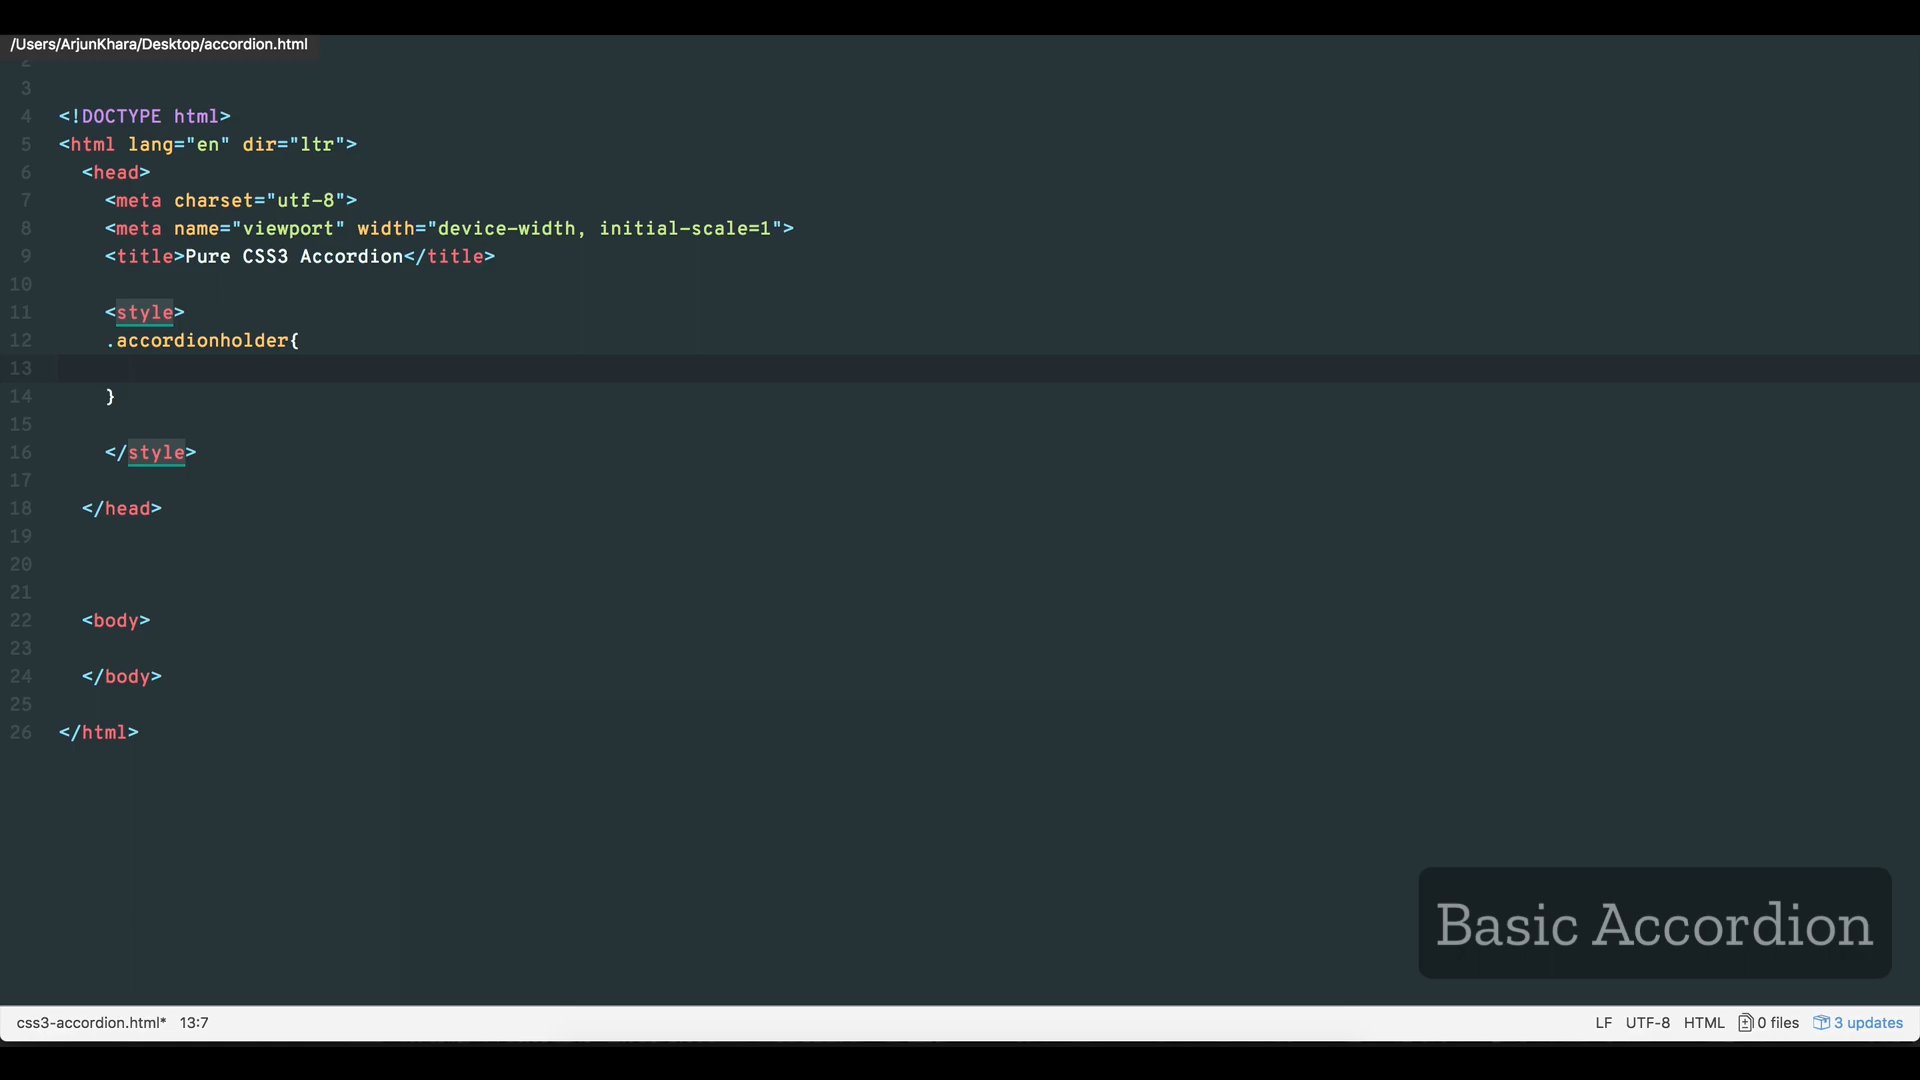 /Users/ArjunKhara/Desktop/accordion.html
2
3
4 <!DOCTYPE html>
5 <html lang="en" dir="ltr">
6 <head>
7 <meta charset="utf-8">
8 <meta name="viewport" width="device-width, initial-scale=1">
9 <title>Pure CSS3 Accordion</title>
10
11 <style>
12 .accordionholder{
13
14 }
15
16 </style>
17
18 </head>
19
20
21
22 <body>
23
24 </body>
25
26 </html>
Basic Accordion
css3-accordion.html* 13:7 LF UTF-8 HTML 0 files 3 updates